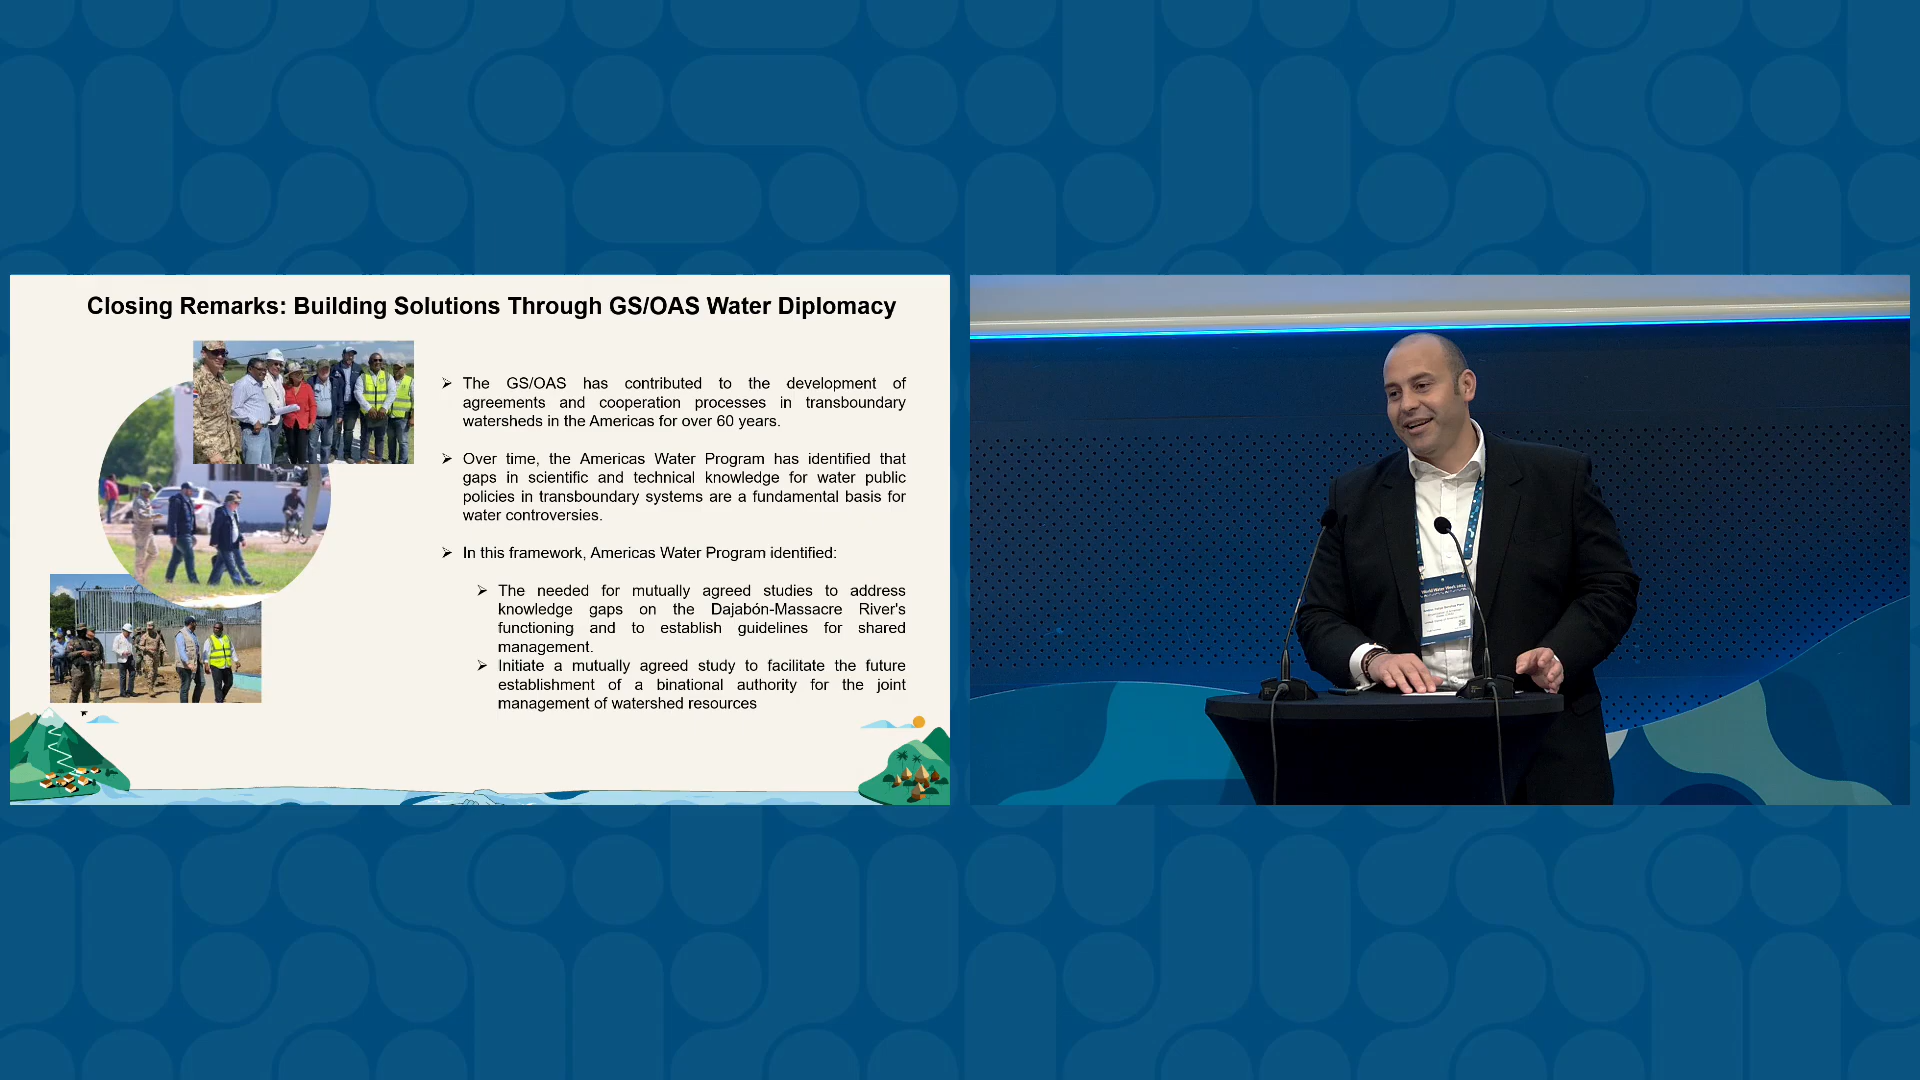 Closing Remarks: Building Solutions Through GS/OAS Water Diplomacy
➢ The GS/OAS has contributed to the development of
agreements and cooperation processes in transboundary
watersheds in the Americas for over 60 years.
➢ Over time, the Americas Water Program has identified that
gaps in scientific and technical knowledge for water public
policies in transboundary systems are a fundamental basis for
water controversies.
➢ In this framework, Americas Water Program identified:
➢ The needed for mutually agreed studies to address
knowledge gaps on the Dajabón-Massacre River's
functioning and to establish guidelines for shared
management.
➢ Initiate a mutually agreed study to facilitate the future
establishment of a binational authority for the joint
management of watershed resources
World Water Week